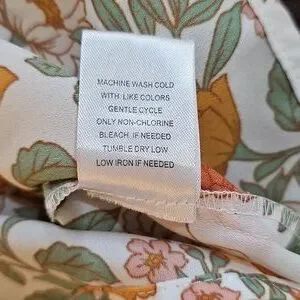 MACHINE WASH COLD
WITH LIKE COLORS
GENTLE CYCLE
ONLY NON-CHLORINE
BLEACH, IF NEEDED
TUMBLE DRY LOW
LOW IRON IF NEEDED